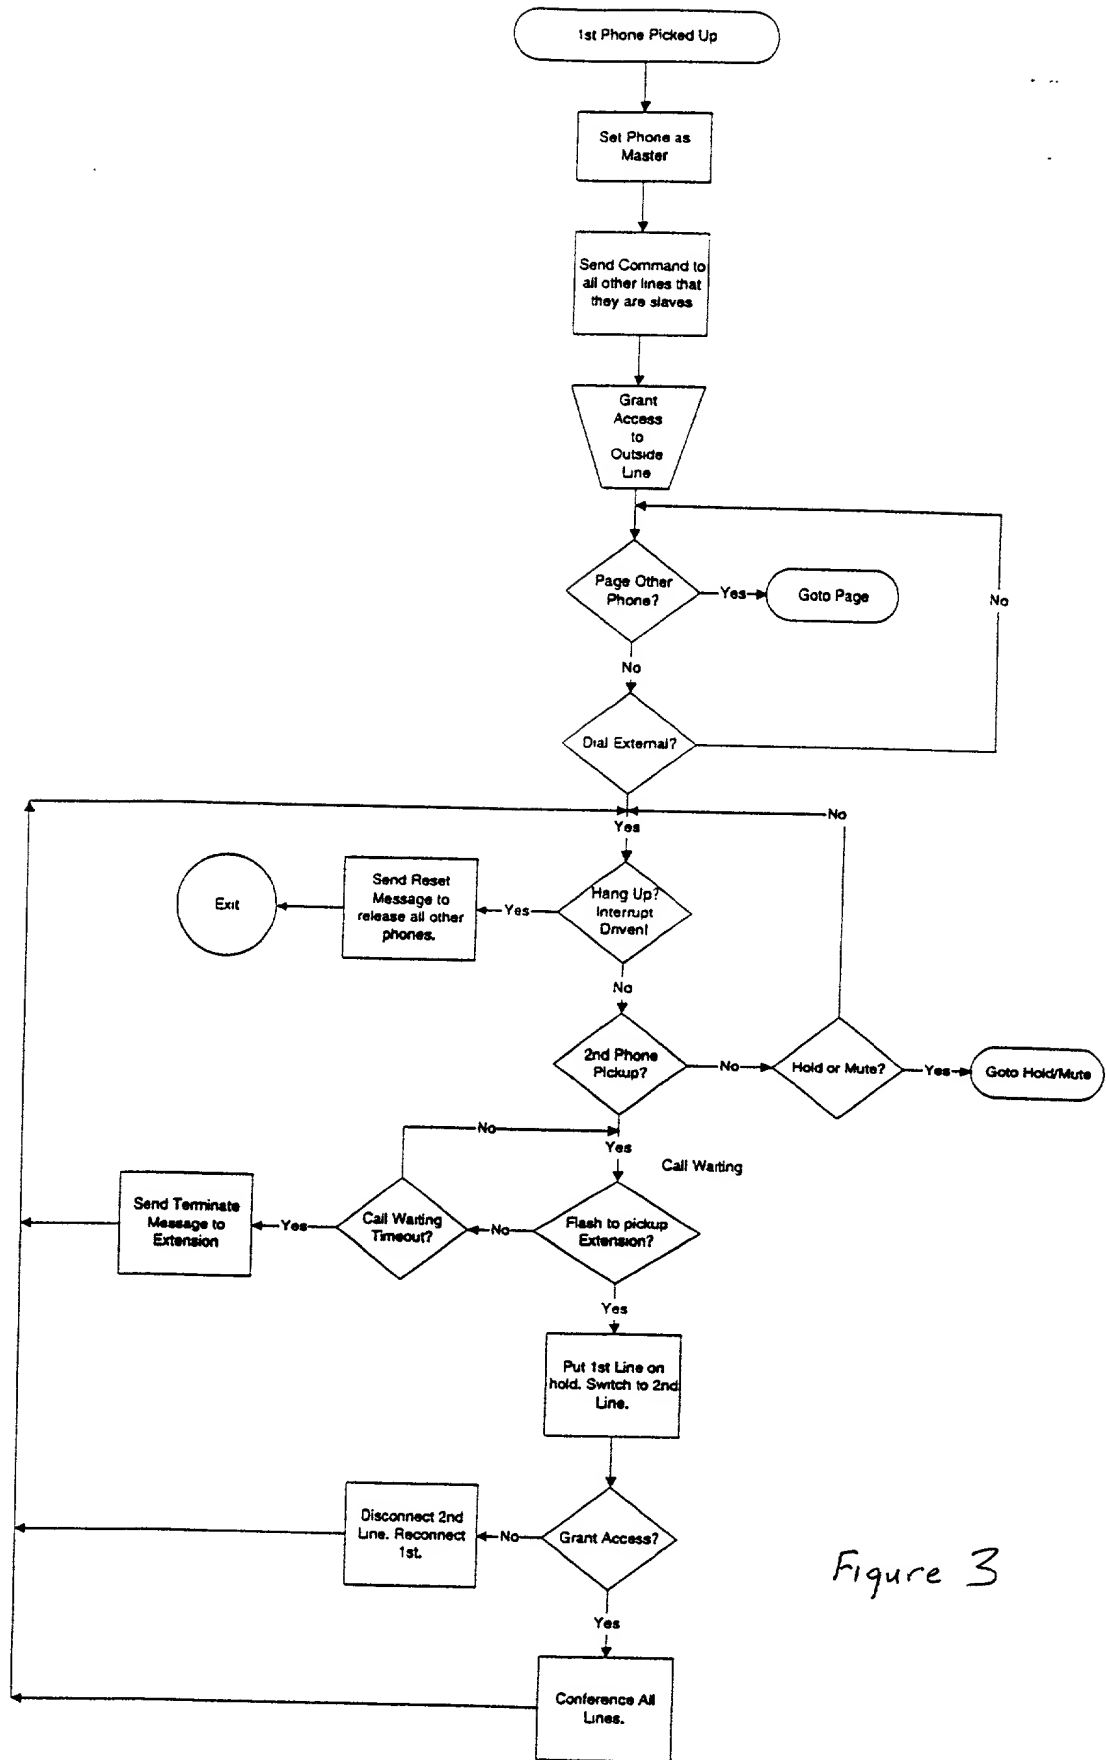 1st Phone Picked Up
Set Phone as
Master
Send Command to
all other lines that
they are slaves
Grant
Access
to
Outside
Line
Page Other
Phone?
Yes
Goto Page
No
No
Dial External?
No
Yes
Hang Up?
Interrupt
Driven!
Yes
Send Reset
Message to
release all other
phones.
Exit
No
2nd Phone
Pickup?
No
Hold or Mute?
Yes
Goto Hold/Mute
No
Yes
Call Waiting
Flash to pickup
Extension?
No
Call Waiting
Timeout?
Yes
Send Terminate
Message to
Extension
Yes
Put 1st Line on
hold. Switch to 2nd
Line.
Grant Access?
No
Disconnect 2nd
Line. Reconnect
1st.
Yes
Conference All
Lines.
Figure 3